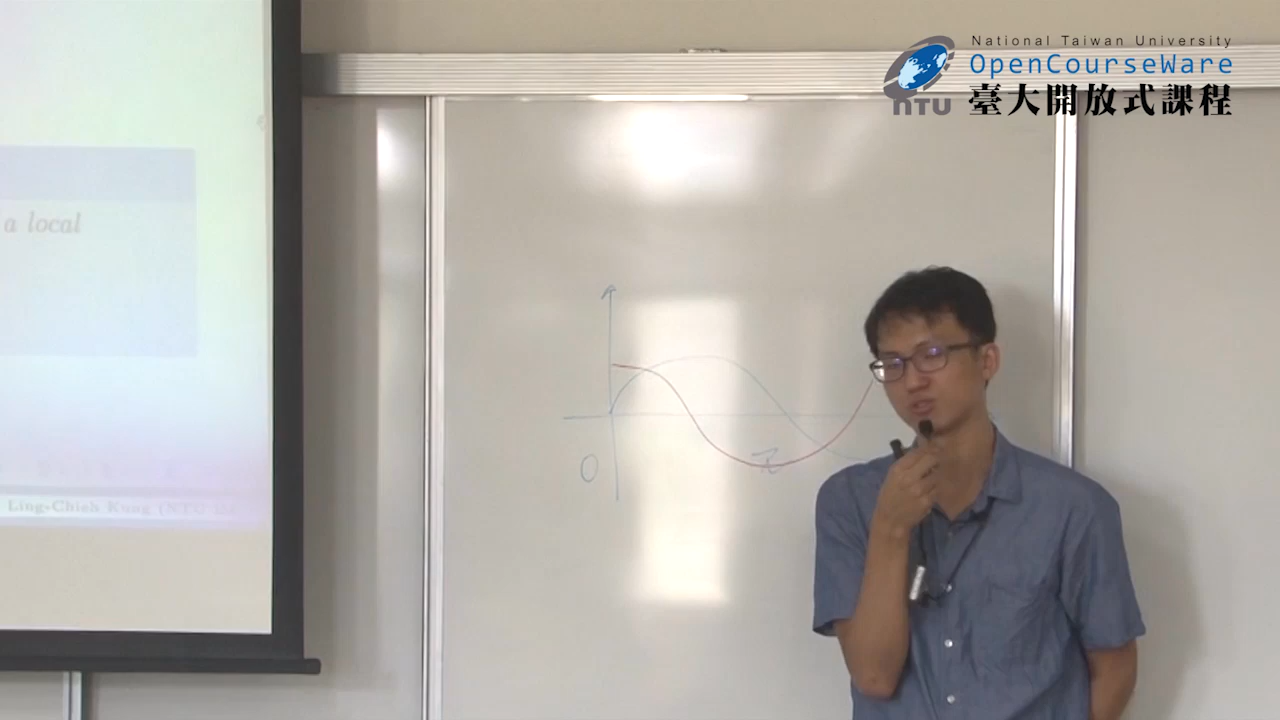 National Taiwan University
OpenCourseWare
NTU 臺大開放式課程
a local
Ling-Chieh Kung (NTU
0
π